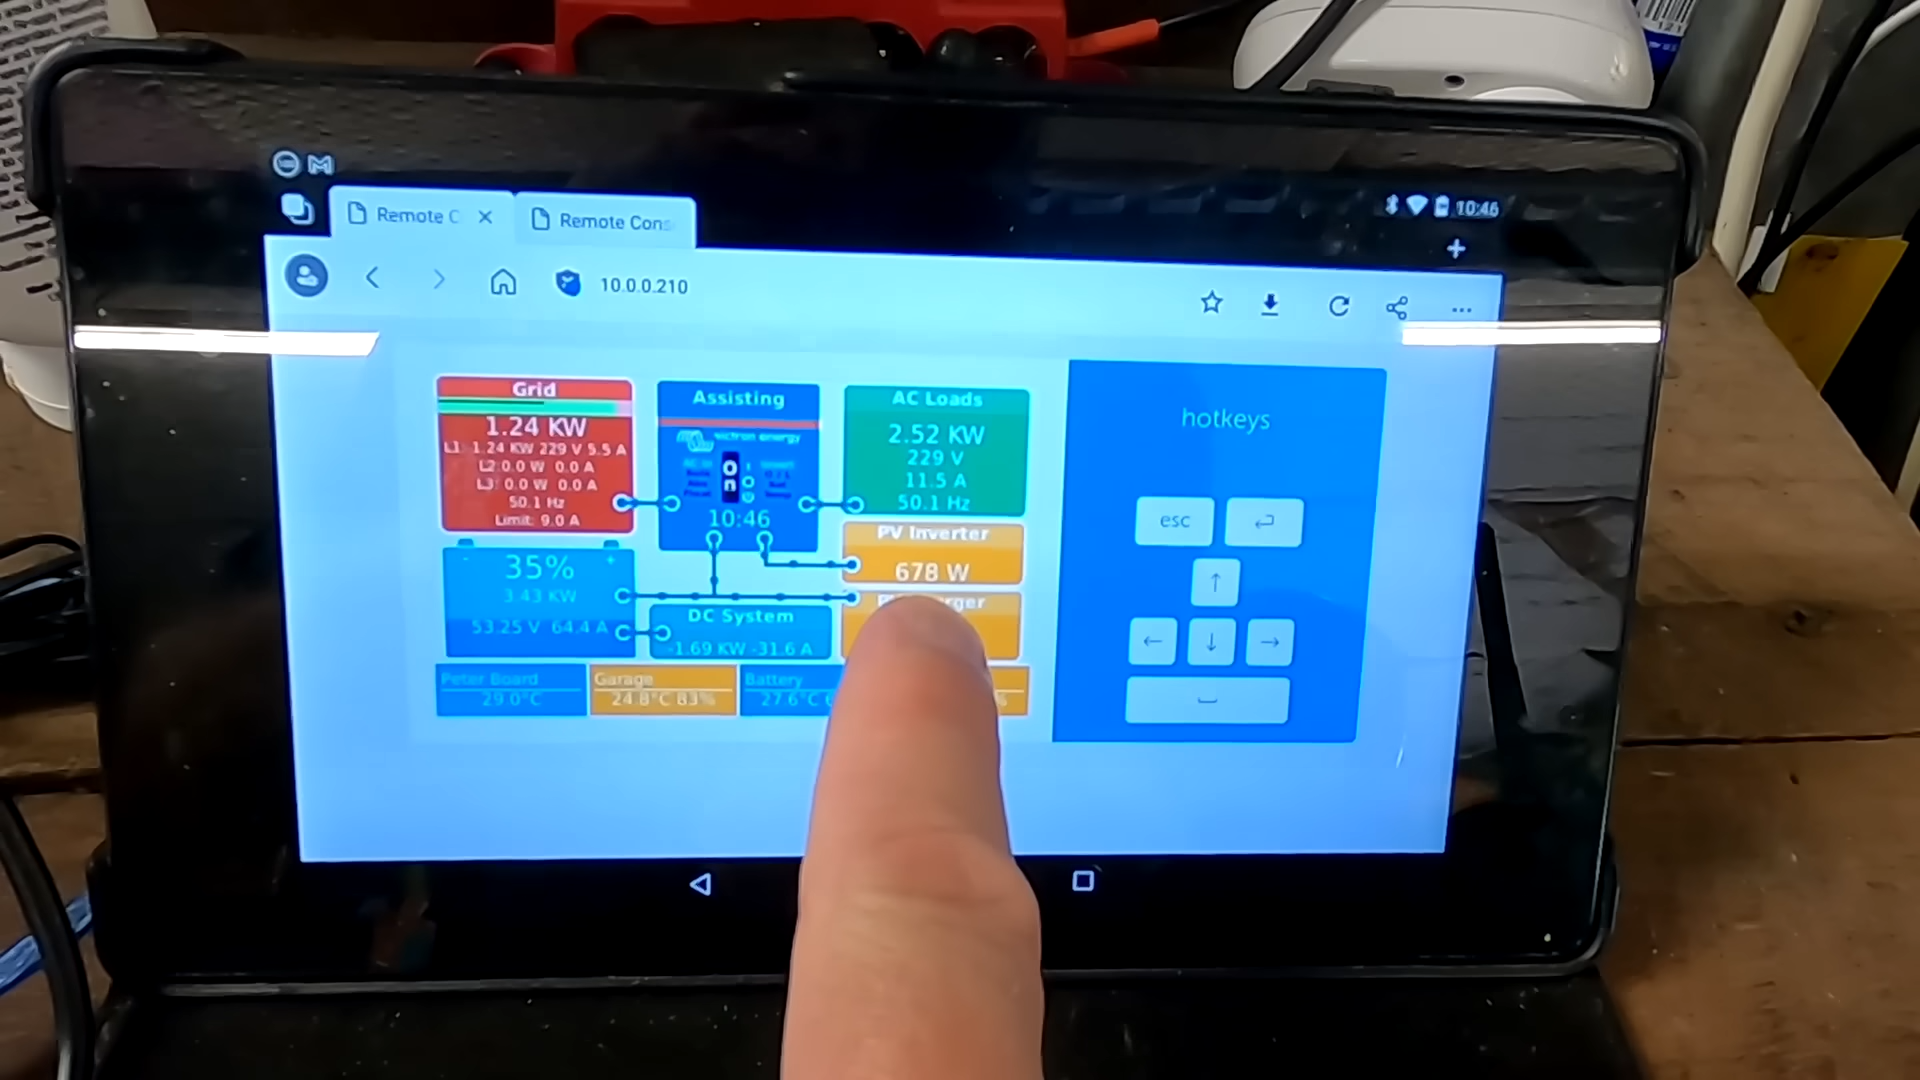 10:46
Remote C
Remote Cons
10.0.0.210
Grid
1.24 KW
L1: 1.24 KW 229 V 5.5 A
L2:0.0 W 0.0 A
L3: 0.0 W 0.0 A
50.1 Hz
Limit: 9.0 A
Assisting
victron energy
on
10:46
AC Loads
2.52 KW
229 V
11.5 A
50.1 Hz
PV Inverter
678 W
35%
3.43 KW
53.25 V 64.4 A
DC System
-1.69 KW -31.6 A
Peter Board
29.0°C
Garage
24.8°C 83%
Battery
27.6°C
%
hotkeys
esc